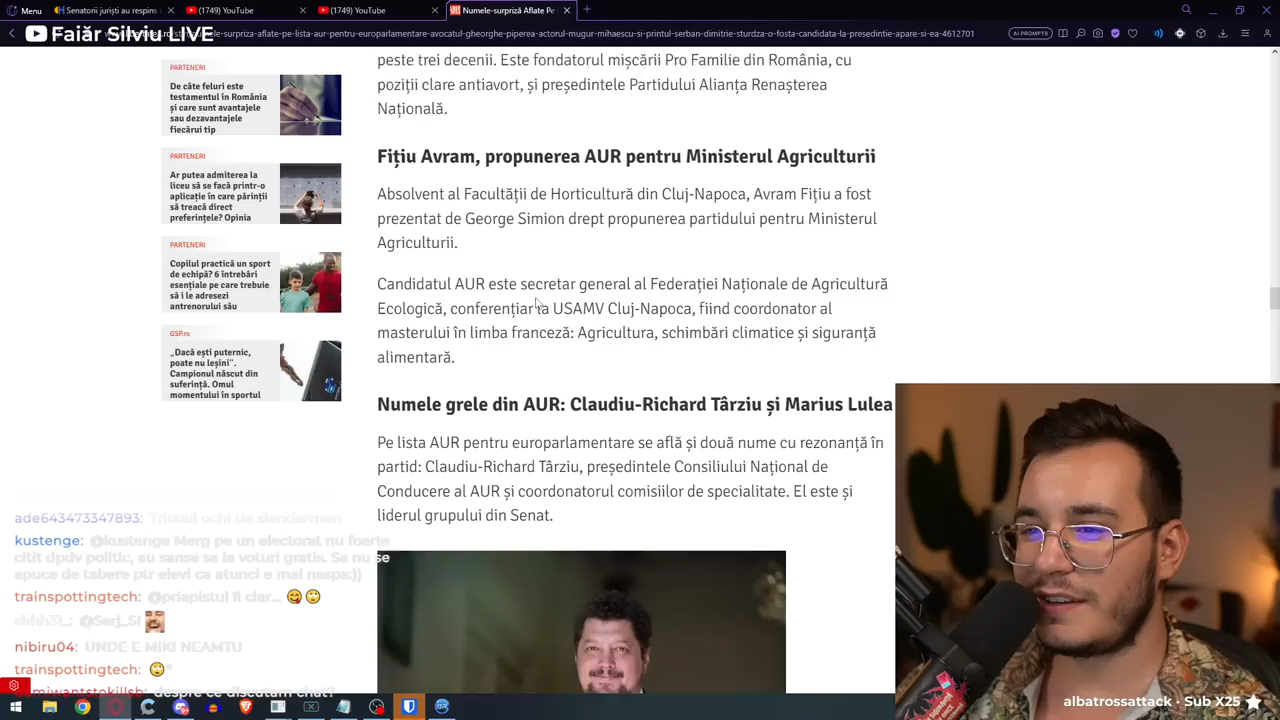 Menu
Senatorii juriști au respins
(1749) YouTube
(1749) YouTube
Numele-surpriză Aflate Pe
Faiăr Silviu LIVE
-surpriza-aflate-pe-lista-aur-pentru-europarlamentare-avocatul-gheorghe-piperea-actorul-mugur-mihaescu-si-printul-serban-dimitrie-sturdza-o-fosta-candidata-la-presedintie-apare-si-ea-4612701
AI PROMPTS
PARTENERI
De câte feluri este
testamentul în România
și care sunt avantajele
sau dezavantajele
fiecărui tip
PARTENERI
Ar putea admiterea la
liceu să se facă printr-o
aplicație în care părinții
să treacă direct
preferințele? Opinia
PARTENERI
Copilul practică un sport
de echipă? 6 întrebări
esențiale pe care trebuie
să i le adresezi
antrenorului său
GSP.ro
„Dacă ești puternic,
poate nu leșini”.
Campionul născut din
suferință. Omul
momentului în sportul
peste trei decenii. Este fondatorul mișcării Pro Familie din România, cu
poziții clare antiavort, și președintele Partidului Alianța Renașterea
Națională.
Fițiu Avram, propunerea AUR pentru Ministerul Agriculturii
Absolvent al Facultății de Horticultură din Cluj-Napoca, Avram Fițiu a fost
prezentat de George Simion drept propunerea partidului pentru Ministerul
Agriculturii.
Candidatul AUR este secretar general al Federației Naționale de Agricultură
Ecologică, conferențiar la USAMV Cluj-Napoca, fiind coordonator al
masterului în limba franceză: Agricultura, schimbări climatice și siguranță
alimentară.
Numele grele din AUR: Claudiu-Richard Târziu și Marius Lulea
Pe lista AUR pentru europarlamentare se află și două nume cu rezonanță în
partid: Claudiu-Richard Târziu, președintele Consiliului Național de
Conducere al AUR și coordonatorul comisiilor de specialitate. El este și
liderul grupului din Senat.
ade643473347893: Tricoul ochi de slenderman
kustenge: @kustenge Merg pe un electorat nu foarte
citit dpdv politic, au sanse sa ia voturi gratis. Sa nu se
apuce de tabere ptr elevi ca atunci e mai naspa:))
trainspottingtech: @priapistul îi clar...
shhh31_: @Serj_SI
nibiru04: UNDE E MIKI NEAMTU
trainspottingtech:
miwantstokillsb: despre ce discutam chat?
albatrossattack · Sub X25